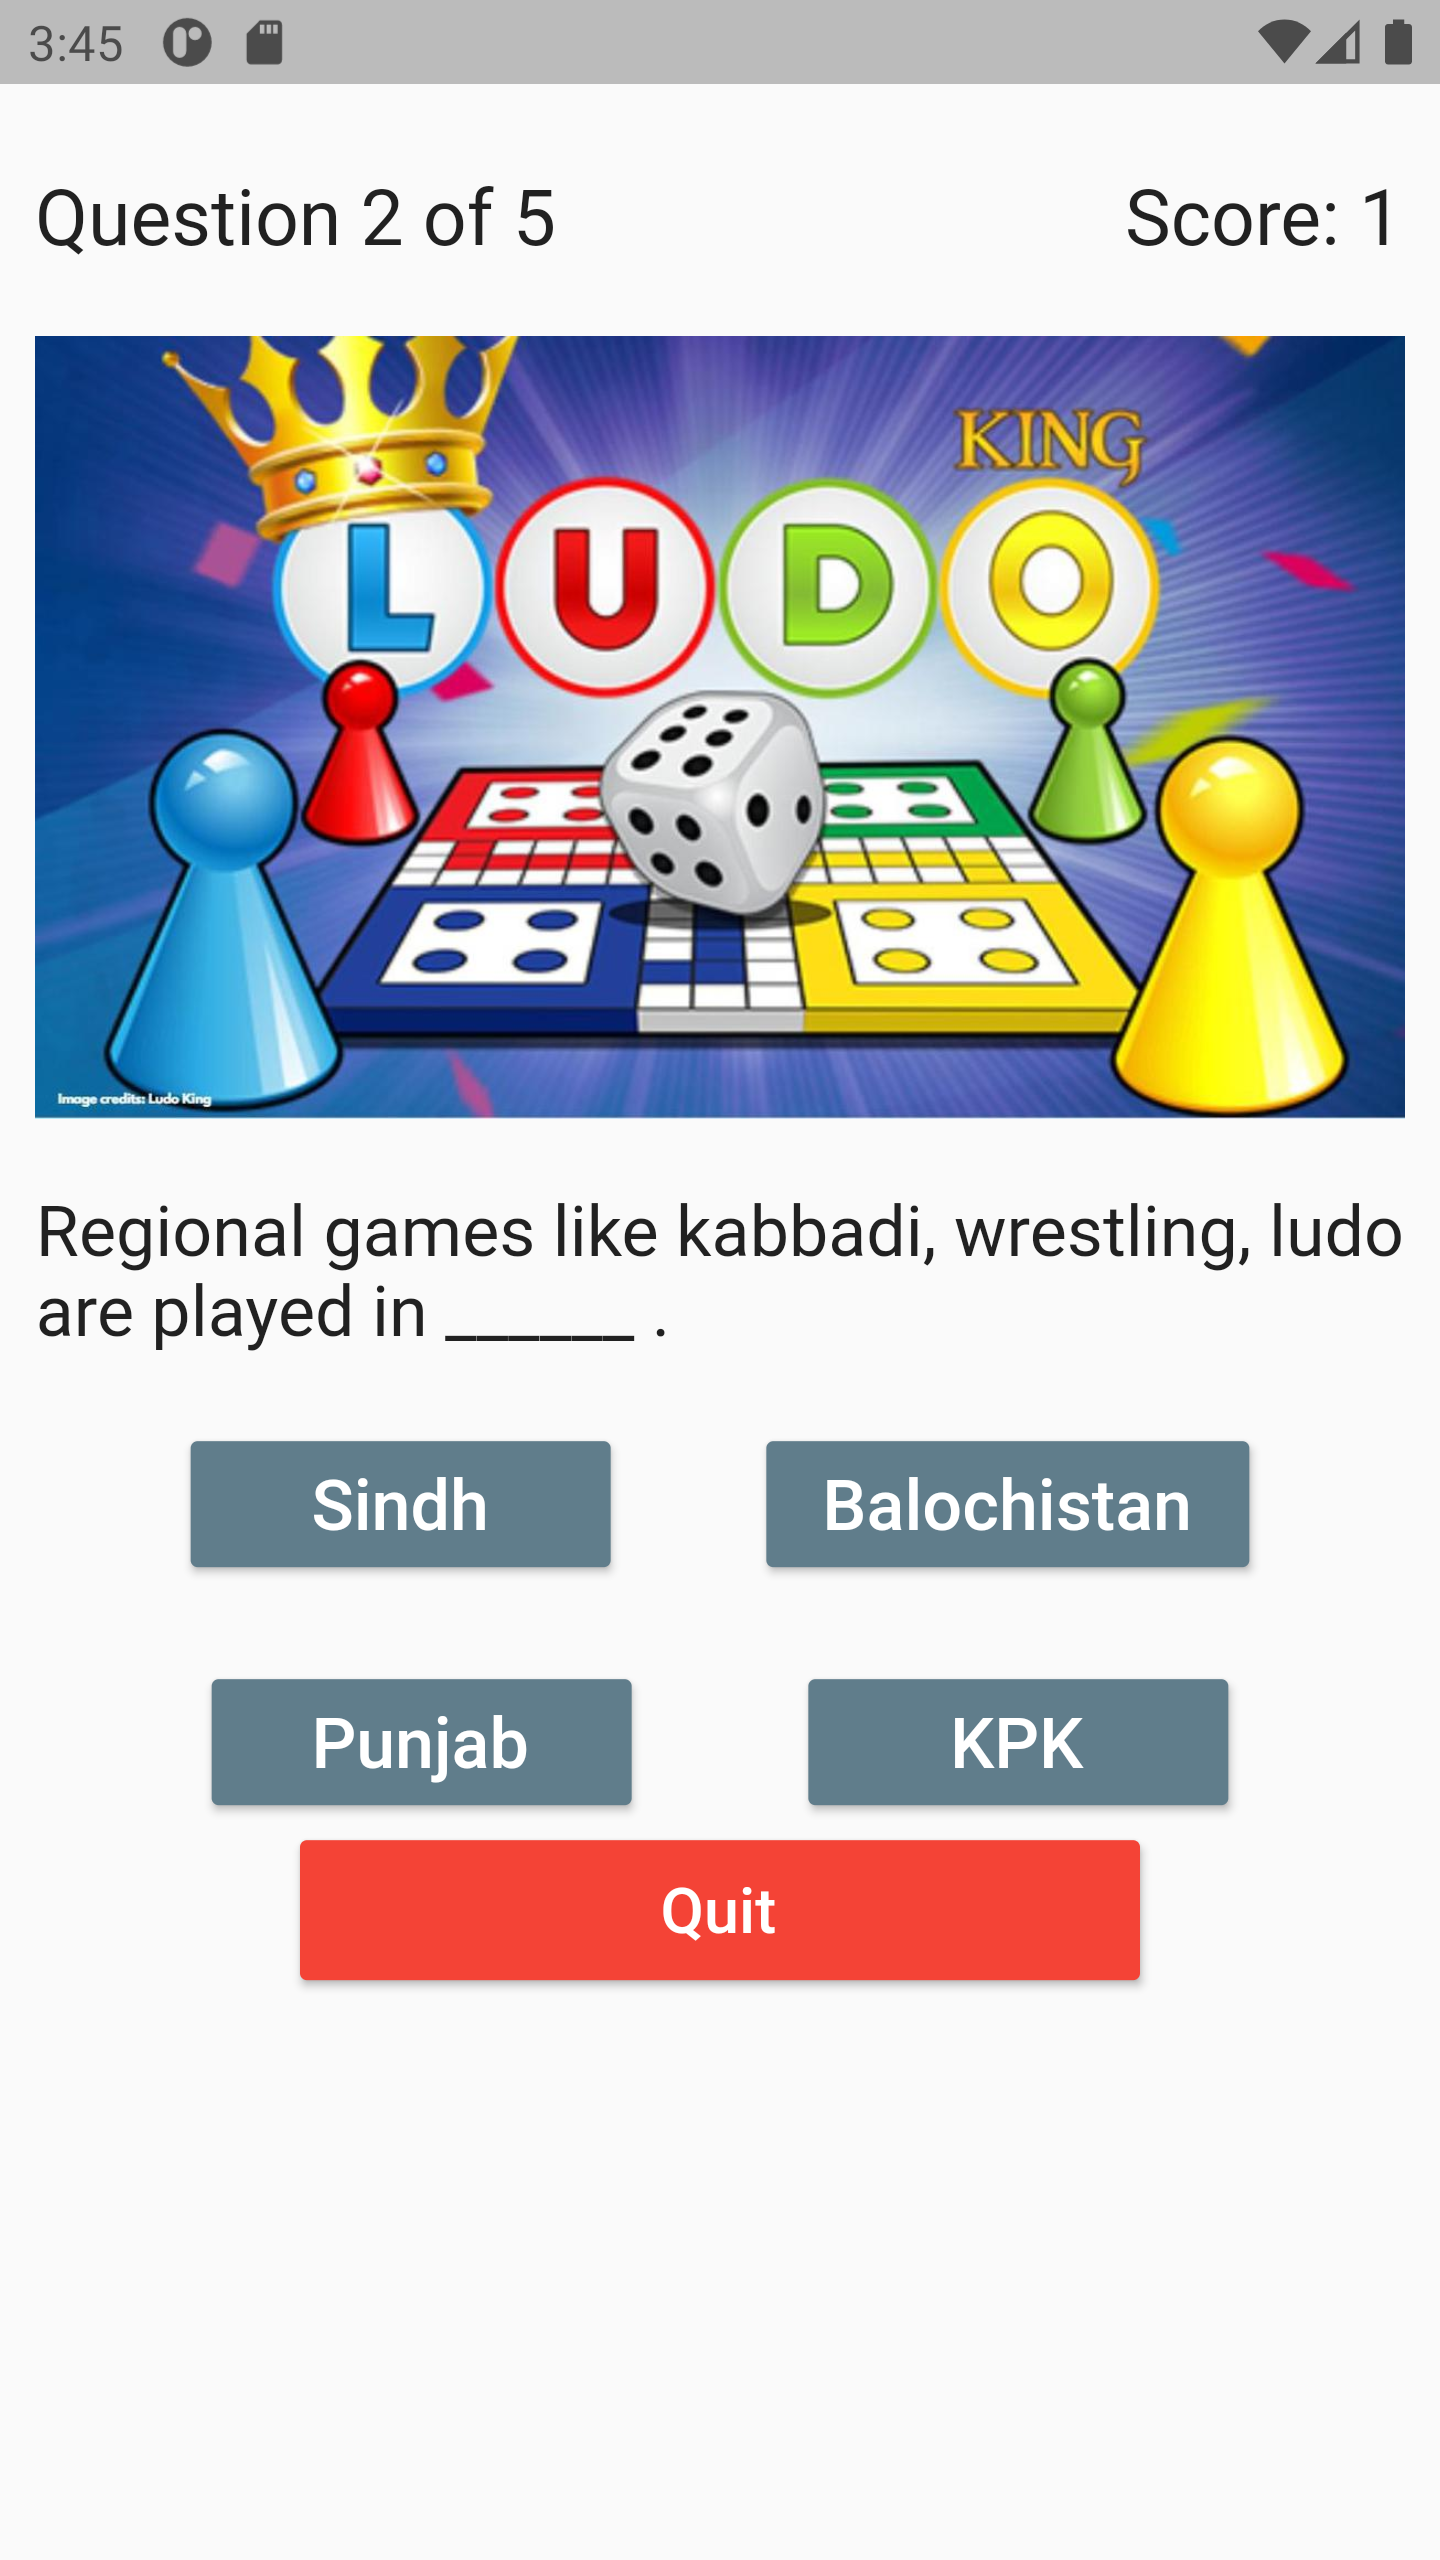 3:45
Question 2 of 5
Score: 1
KING
LUDO
Image credits: Ludo King
Regional games like kabbadi, wrestling, ludo
are played in ______ .
Sindh
Balochistan
Punjab
KPK
Quit